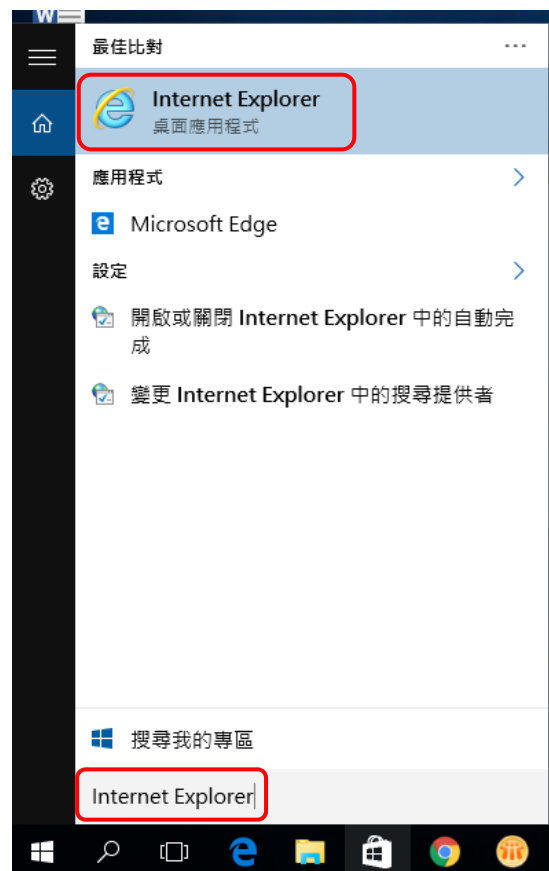 W
最佳比對
...
Internet Explorer
桌面應用程式
應用程式
Microsoft Edge
設定
開啟或關閉 Internet Explorer 中的自動完
成
變更 Internet Explorer 中的搜尋提供者
搜尋我的專區
Internet Explorer